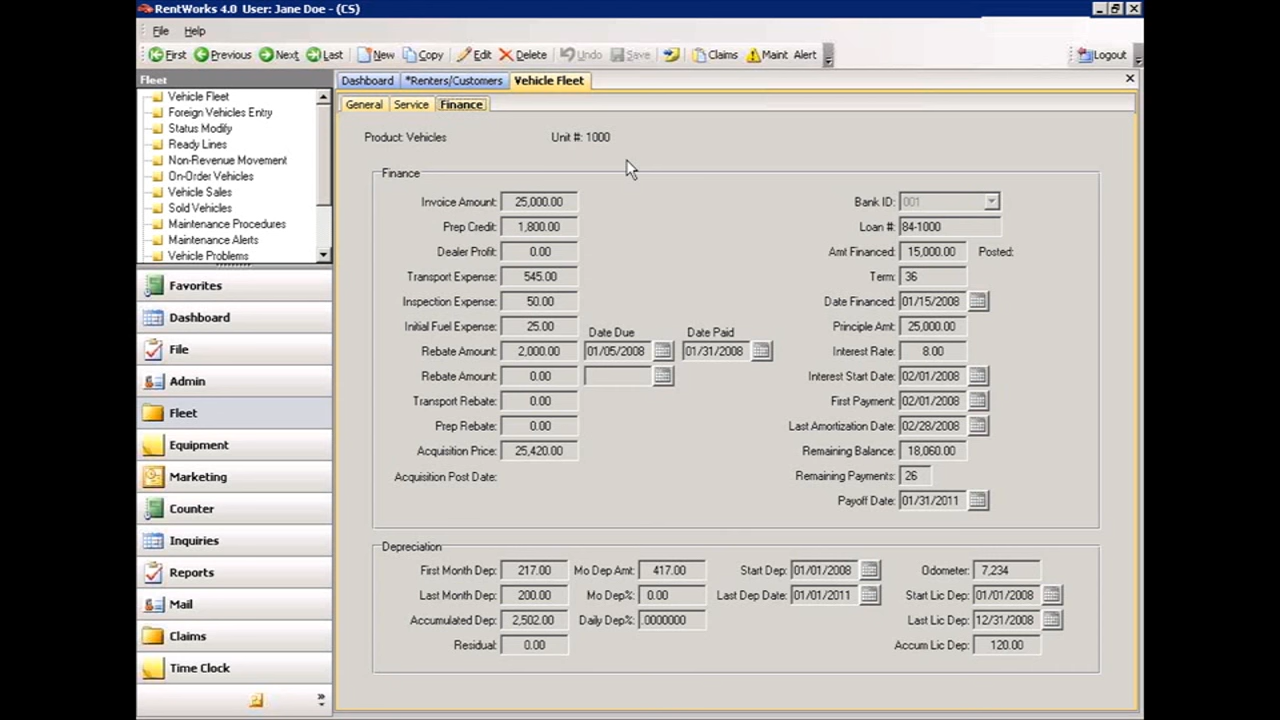 RentWorks 4.0 User: Jane Doe - (CS)
File Help
First Previous Next Last New Copy Edit Delete Undo Save Claims Maint Alert Logout
Fleet
Vehicle Fleet
Foreign Vehicles Entry
Status Modify
Ready Lines
Non-Revenue Movement
On-Order Vehicles
Vehicle Sales
Sold Vehicles
Maintenance Procedures
Maintenance Alerts
Vehicle Problems
Favorites
Dashboard
File
Admin
Fleet
Equipment
Marketing
Counter
Inquiries
Reports
Mail
Claims
Time Clock
Dashboard *Renters/Customers Vehicle Fleet
General Service Finance
Product: Vehicles Unit #: 1000
Finance
Invoice Amount: 25,000.00
Prep Credit: 1,800.00
Dealer Profit: 0.00
Transport Expense: 545.00
Inspection Expense: 50.00
Initial Fuel Expense: 25.00
Date Due Date Paid
Rebate Amount: 2,000.00 01/05/2008 01/31/2008
Rebate Amount: 0.00
Transport Rebate: 0.00
Prep Rebate: 0.00
Acquisition Price: 25,420.00
Acquisition Post Date:
Bank ID: 001
Loan #: 84-1000
Amt Financed: 15,000.00 Posted:
Term: 36
Date Financed: 01/15/2008
Principle Amt: 25,000.00
Interest Rate: 8.00
Interest Start Date: 02/01/2008
First Payment: 02/01/2008
Last Amortization Date: 02/28/2008
Remaining Balance: 18,060.00
Remaining Payments: 26
Payoff Date: 01/31/2011
Depreciation
First Month Dep: 217.00 Mo Dep Amt: 417.00 Start Dep: 01/01/2008 Odometer: 7,234
Last Month Dep: 200.00 Mo Dep%: 0.00 Last Dep Date: 01/01/2011 Start Lic Dep: 01/01/2008
Accumulated Dep: 2,502.00 Daily Dep%: .0000000 Last Lic Dep: 12/31/2008
Residual: 0.00 Accum Lic Dep: 120.00